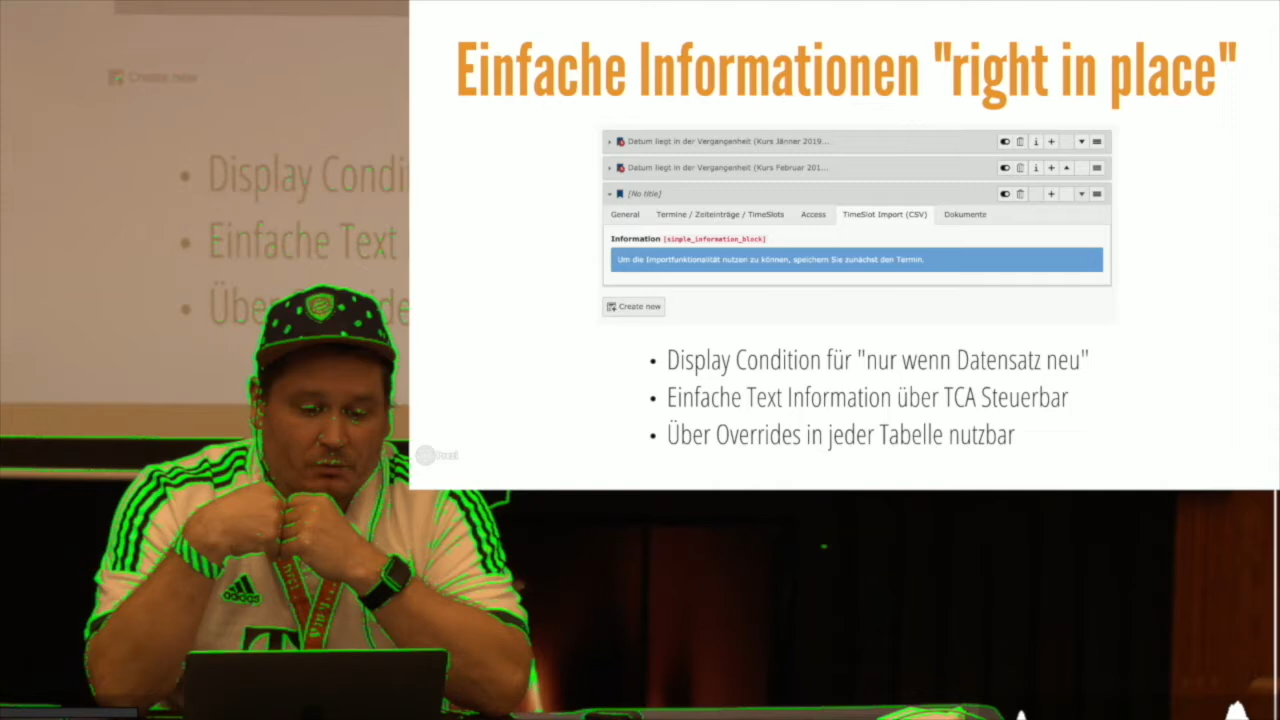 Einfache Informationen "right in place"
Datum liegt in der Vergangenheit (Kurs Jänner 2019...
Datum liegt in der Vergangenheit (Kurs Februar 201...
[No title]
General Termine / Zeiteinträge / TimeSlots Access TimeSlot Import (CSV) Dokumente
Information [simple_information_block]
Um die Importfunktionalität nutzen zu können, speichern Sie zunächst den Termin.
Create new
Display Condition für "nur wenn Datensatz neu"
Einfache Text Information über TCA Steuerbar
Über Overrides in jeder Tabelle nutzbar
Create new
Display Condi
Einfache Text
adidas